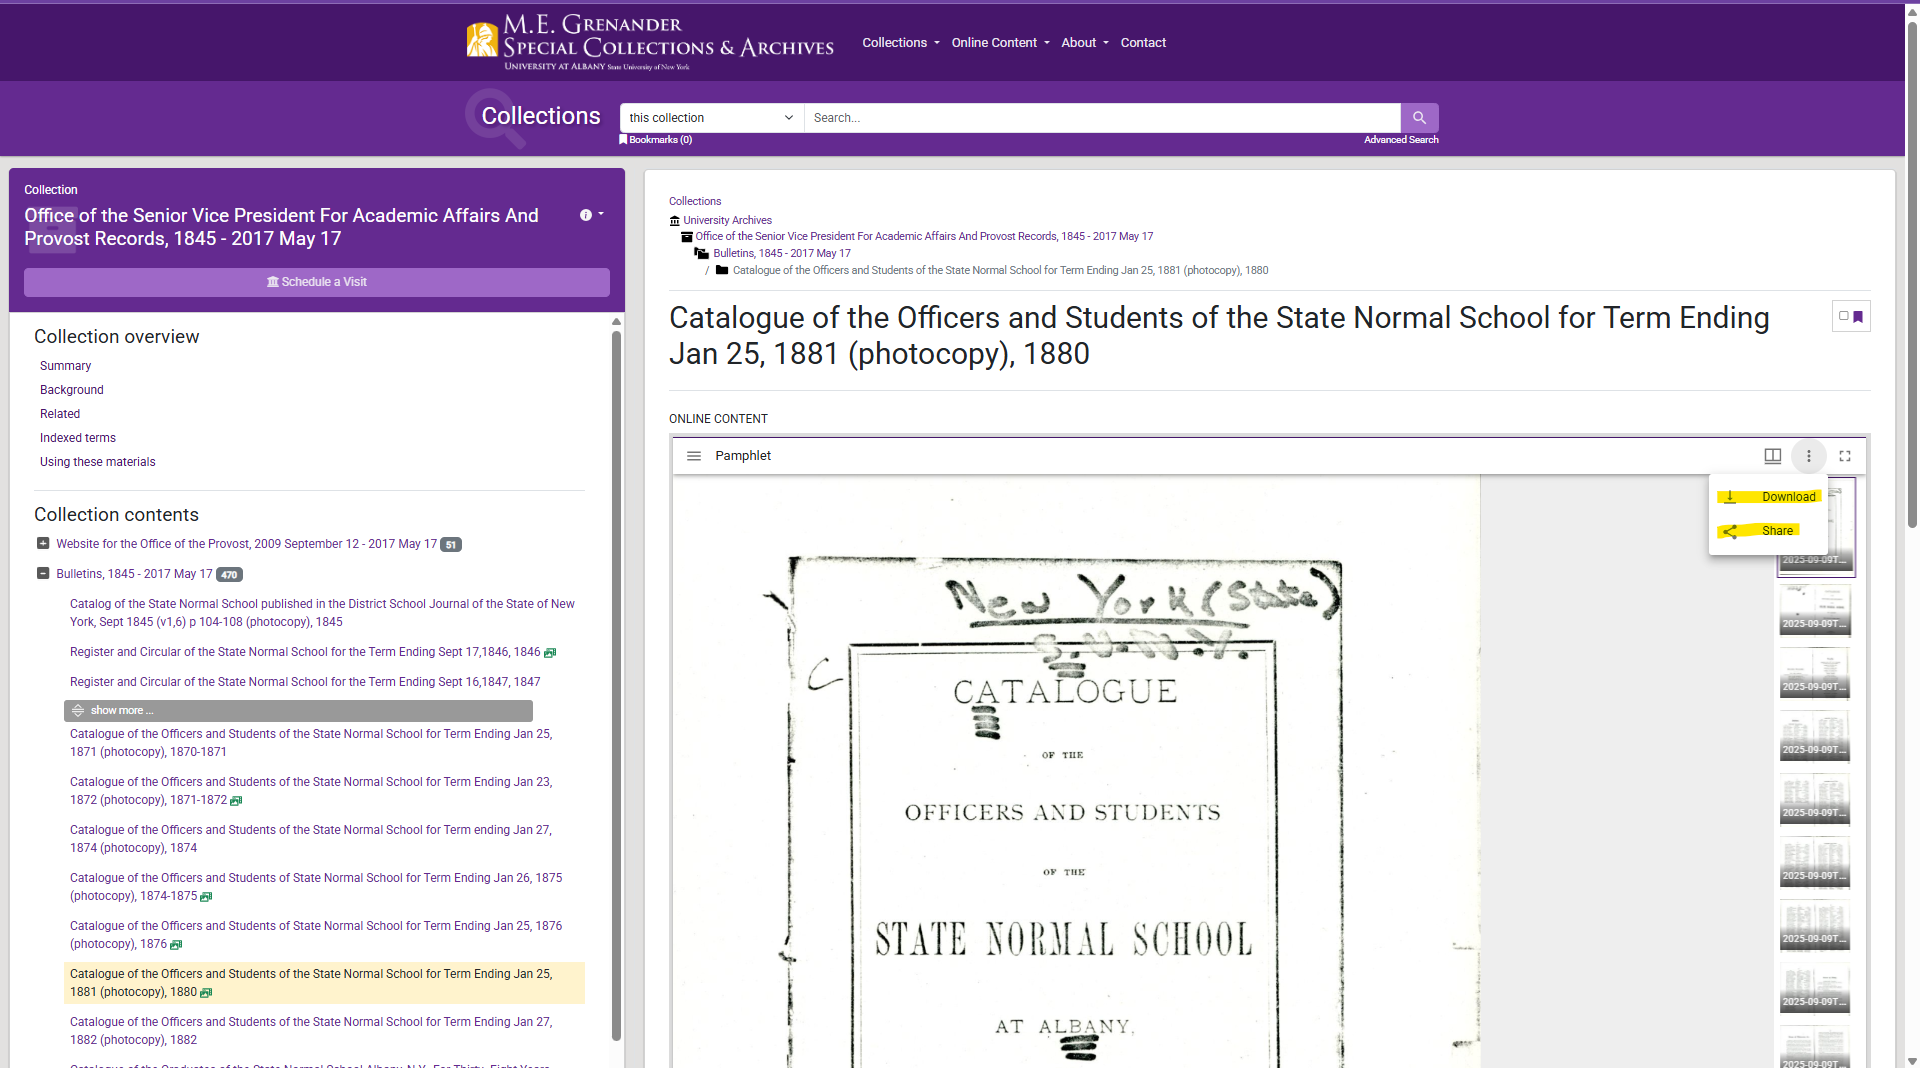 M.E. GRENANDER
SPECIAL COLLECTIONS & ARCHIVES
UNIVERSITY AT ALBANY State University of New York
Collections
Online Content
About
Contact
Collections
this collection
Search...
Bookmarks (0)
Advanced Search
Collection
Office of the Senior Vice President For Academic Affairs And
Provost Records, 1845 - 2017 May 17
Schedule a Visit
Collection overview
Summary
Background
Related
Indexed terms
Using these materials
Collection contents
Website for the Office of the Provost, 2009 September 12 - 2017 May 17 51
Bulletins, 1845 - 2017 May 17 470
Catalog of the State Normal School published in the District School Journal of the State of New
York, Sept 1845 (v1,6) p 104-108 (photocopy), 1845
Register and Circular of the State Normal School for the Term Ending Sept 17,1846, 1846
Register and Circular of the State Normal School for the Term Ending Sept 16,1847, 1847
show more ...
Catalogue of the Officers and Students of the State Normal School for Term Ending Jan 25,
1871 (photocopy), 1870-1871
Catalogue of the Officers and Students of the State Normal School for Term Ending Jan 23,
1872 (photocopy), 1871-1872
Catalogue of the Officers and Students of the State Normal School for Term ending Jan 27,
1874 (photocopy), 1874
Catalogue of the Officers and Students of State Normal School for Term Ending Jan 26, 1875
(photocopy), 1874-1875
Catalogue of the Officers and Students of State Normal School for Term Ending Jan 25, 1876
(photocopy), 1876
Catalogue of the Officers and Students of the State Normal School for Term Ending Jan 25,
1881 (photocopy), 1880
Catalogue of the Officers and Students of the State Normal School for Term Ending Jan 27,
1882 (photocopy), 1882
Catalogue of the Graduates of the State Normal School Albany, N.Y., For Thirty-Eight Years
Collections
University Archives
Office of the Senior Vice President For Academic Affairs And Provost Records, 1845 - 2017 May 17
Bulletins, 1845 - 2017 May 17
/ Catalogue of the Officers and Students of the State Normal School for Term Ending Jan 25, 1881 (photocopy), 1880
Catalogue of the Officers and Students of the State Normal School for Term Ending
Jan 25, 1881 (photocopy), 1880
ONLINE CONTENT
Pamphlet
Download
Share
New York (State)
S.U.N.Y.
C
CATALOGUE
OF THE
OFFICERS AND STUDENTS
OF THE
STATE NORMAL SCHOOL
AT ALBANY,
2025-09-09T...
2025-09-09T...
2025-09-09T...
2025-09-09T...
2025-09-09T...
2025-09-09T...
2025-09-09T...
2025-09-09T...
2025-09-09T...